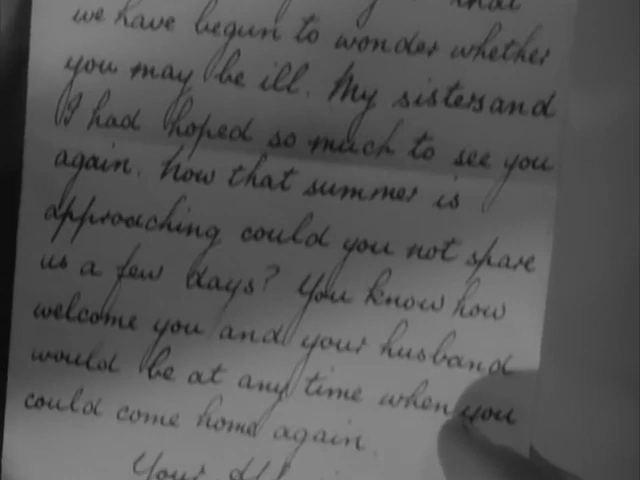 we have begun to wonder whether
you may be ill. My sisters and
I had hoped so much to see you
again. Now that summer is
approaching could you not spare
us a few days? You know how
welcome you and your husband
would be at any time when you
could come home again.
Your